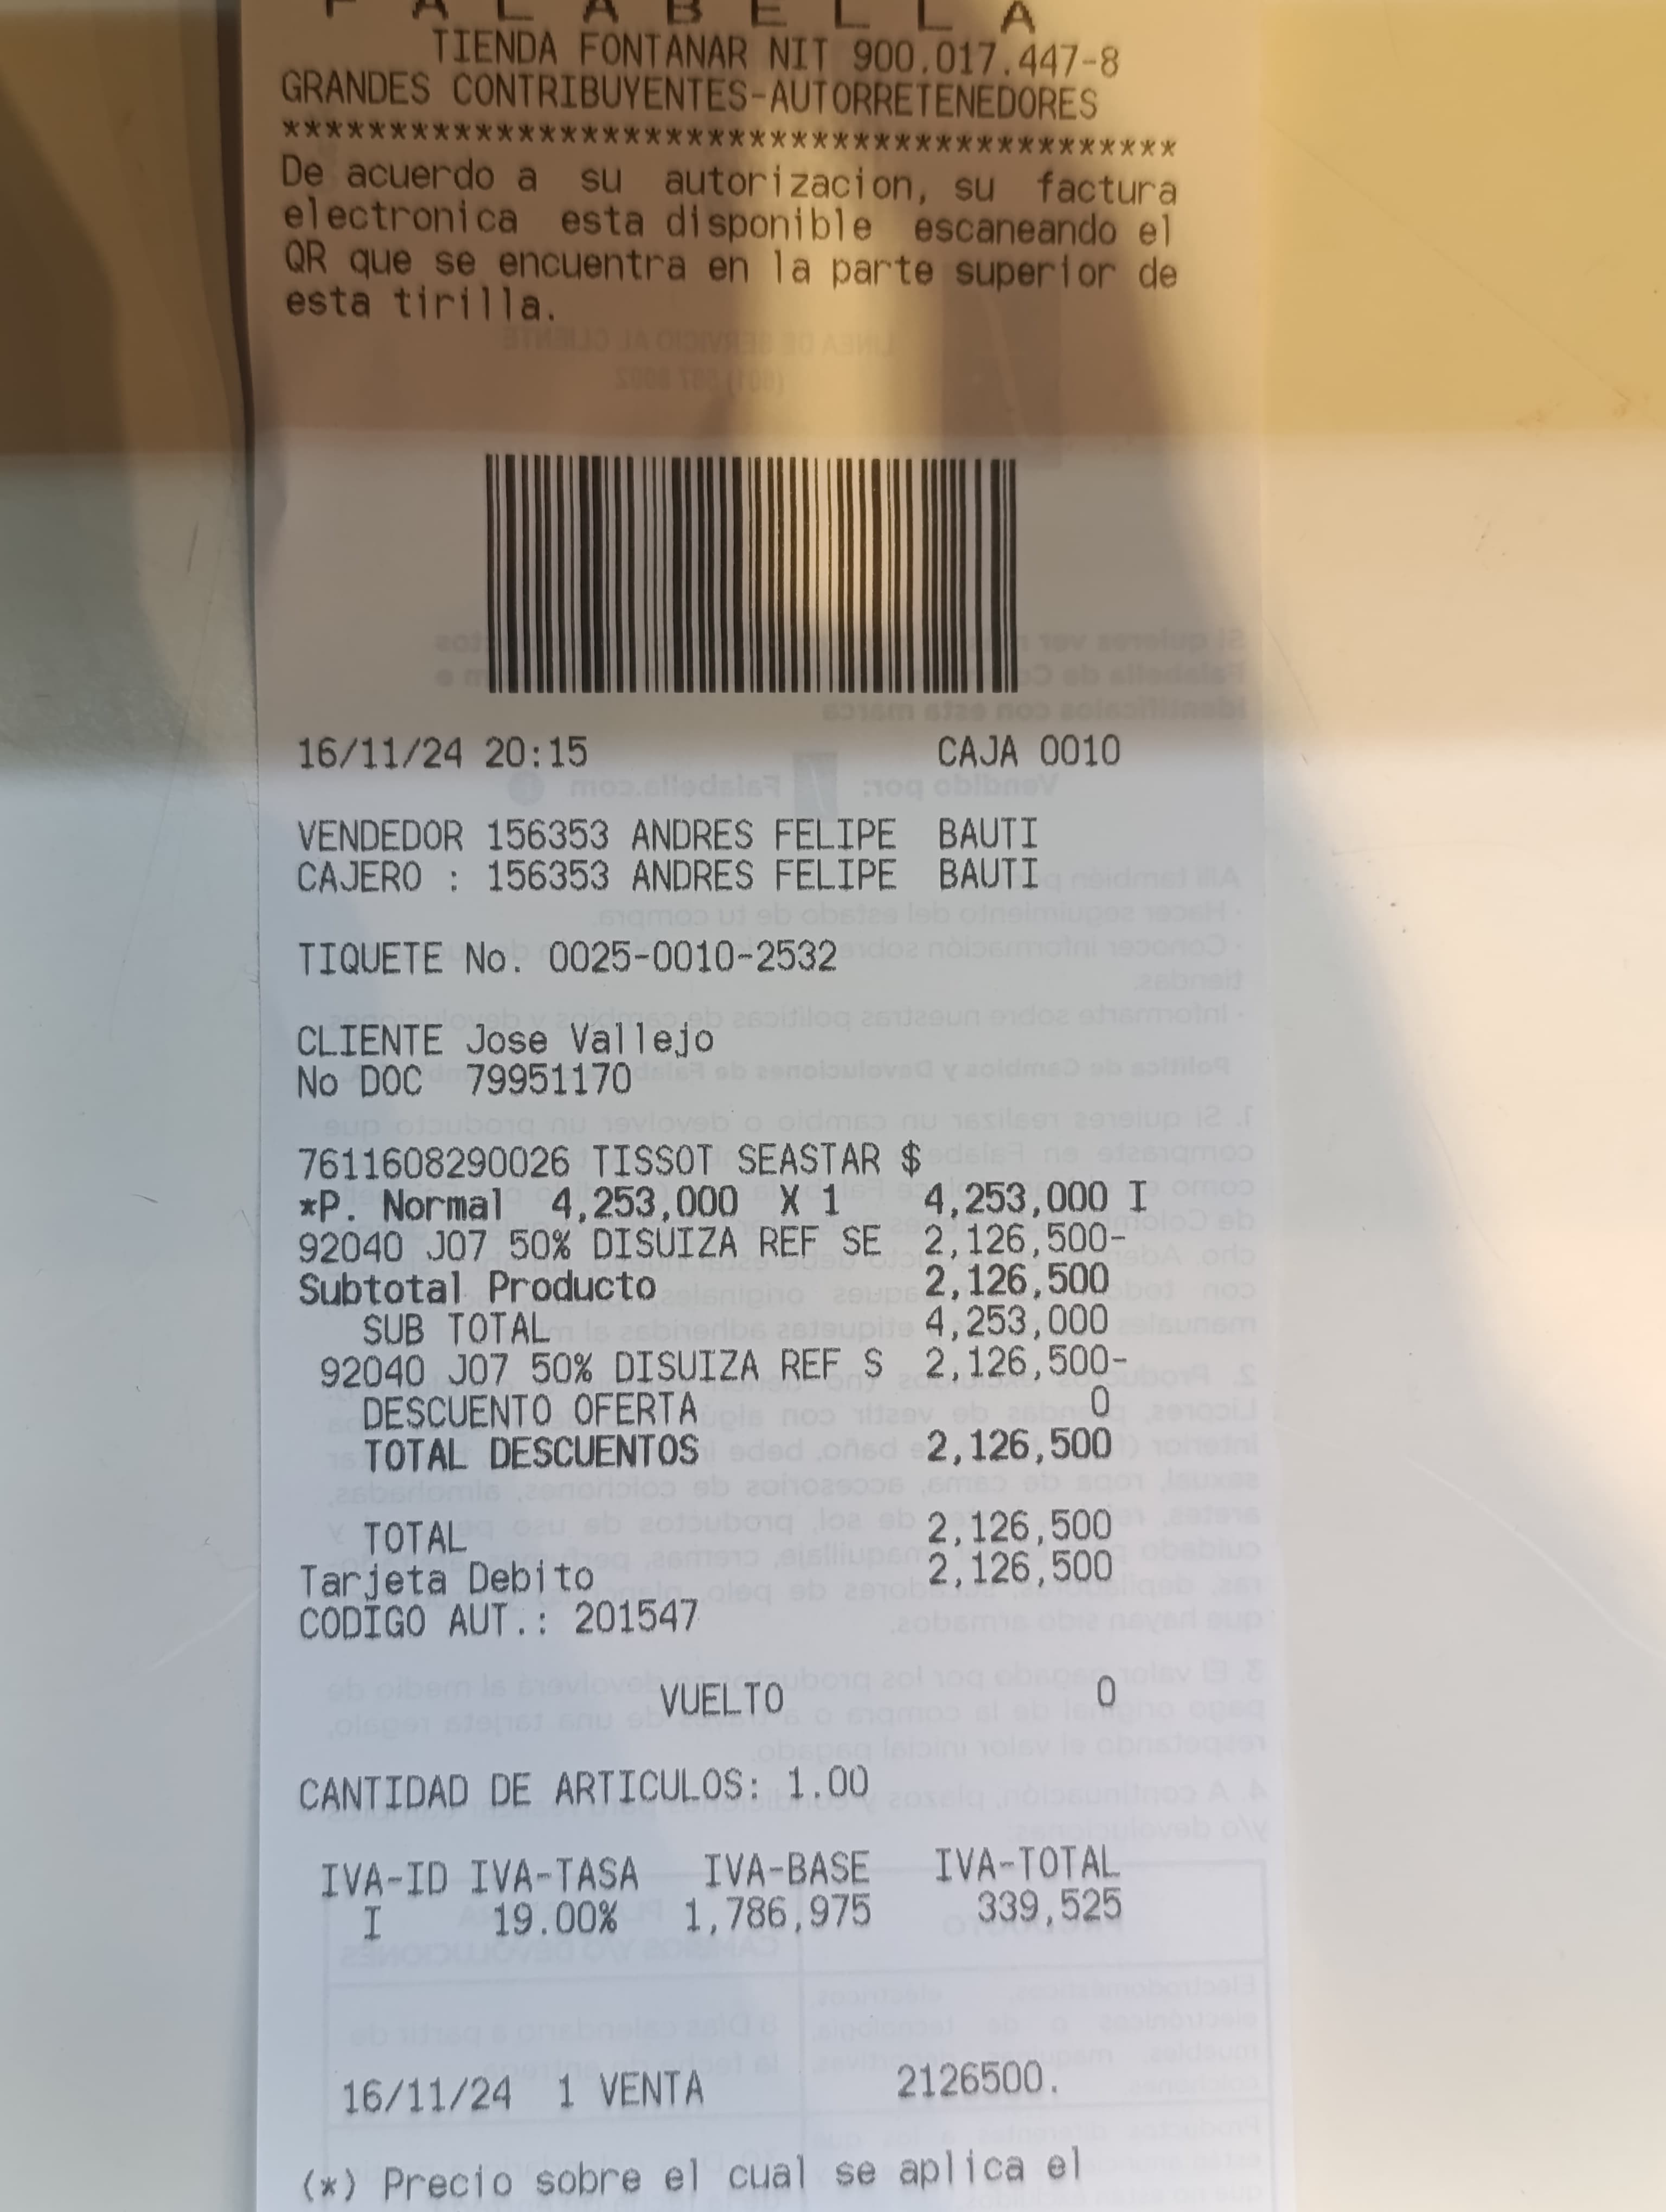 FALABELLA
TIENDA FONTANAR NIT 900.017.447-8
GRANDES CONTRIBUYENTES-AUTORRETENEDORES
******************************************
De acuerdo a su autorizacion, su factura
electronica esta disponible escaneando el
QR que se encuentra en la parte superior de
esta tirilla.
16/11/24 20:15 CAJA 0010
VENDEDOR 156353 ANDRES FELIPE BAUTI
CAJERO : 156353 ANDRES FELIPE BAUTI
TIQUETE No. 0025-0010-2532
CLIENTE Jose Vallejo
No DOC 79951170
7611608290026 TISSOT SEASTAR $
*P. Normal 4,253,000 X 1 4,253,000 I
92040 J07 50% DISUIZA REF SE 2,126,500-
Subtotal Producto 2,126,500
SUB TOTAL 4,253,000
92040 J07 50% DISUIZA REF S 2,126,500-
DESCUENTO OFERTA 0
TOTAL DESCUENTOS 2,126,500
TOTAL 2,126,500
Tarjeta Debito 2,126,500
CODIGO AUT.: 201547
VUELTO 0
CANTIDAD DE ARTICULOS: 1.00
IVA-ID IVA-TASA IVA-BASE IVA-TOTAL
I 19.00% 1,786,975 339,525
16/11/24 1 VENTA 2126500.
(*) Precio sobre el cual se aplica el